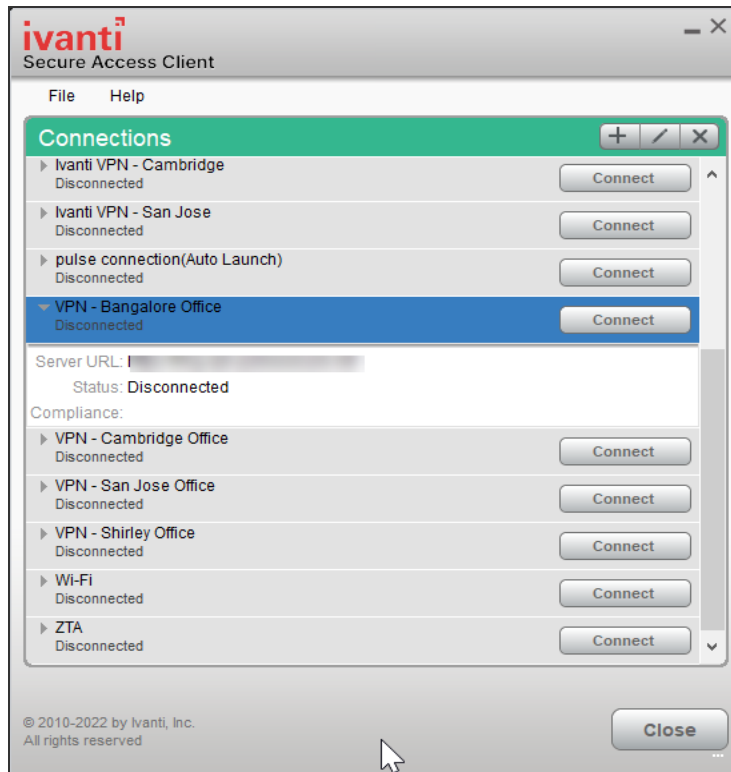 ivanti
Secure Access Client
File Help
Connections
Ivanti VPN - Cambridge
Disconnected
Connect
Ivanti VPN - San Jose
Disconnected
Connect
pulse connection(Auto Launch)
Disconnected
Connect
VPN - Bangalore Office
Disconnected
Connect
Server URL:
Status: Disconnected
Compliance:
VPN - Cambridge Office
Disconnected
Connect
VPN - San Jose Office
Disconnected
Connect
VPN - Shirley Office
Disconnected
Connect
Wi-Fi
Disconnected
Connect
ZTA
Disconnected
Connect
© 2010-2022 by Ivanti, Inc.
All rights reserved
Close